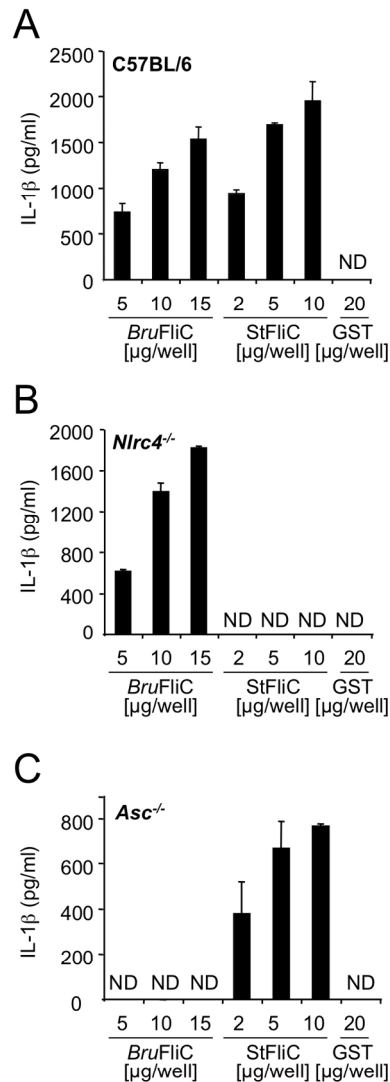 A
C57BL/6
IL-1β (pg/ml)
2500
2000
1500
1000
500
0
ND
5 10 15 2 5 10 20
BruFliC StFliC GST
[µg/well] [µg/well] [µg/well]
B
Nlrc4-/-
IL-1β (pg/ml)
2000
1600
1200
800
400
0
ND ND ND ND
5 10 15 2 5 10 20
BruFliC StFliC GST
[µg/well] [µg/well] [µg/well]
C
Asc-/-
IL-1β (pg/ml)
800
600
400
200
0
ND ND ND ND
5 10 15 2 5 10 20
BruFliC StFliC GST
[µg/well] [µg/well] [µg/well]